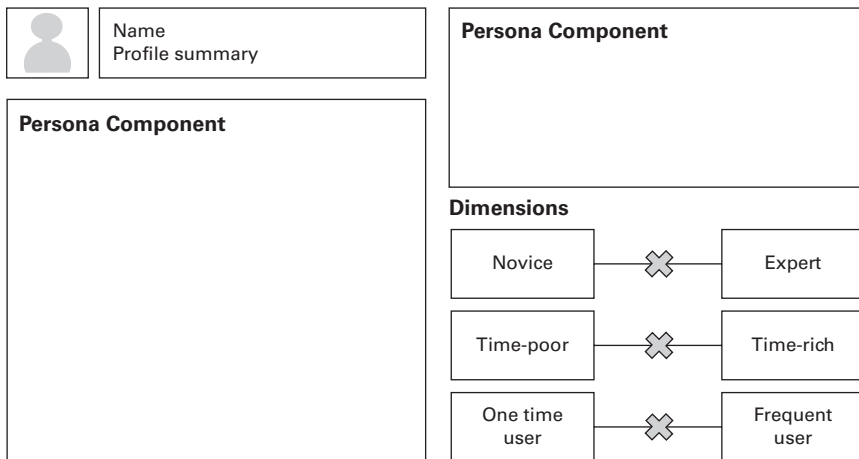 Name
Profile summary
Persona Component
Persona Component
Dimensions
Novice
Expert
Time-poor
Time-rich
One time
user
Frequent
user